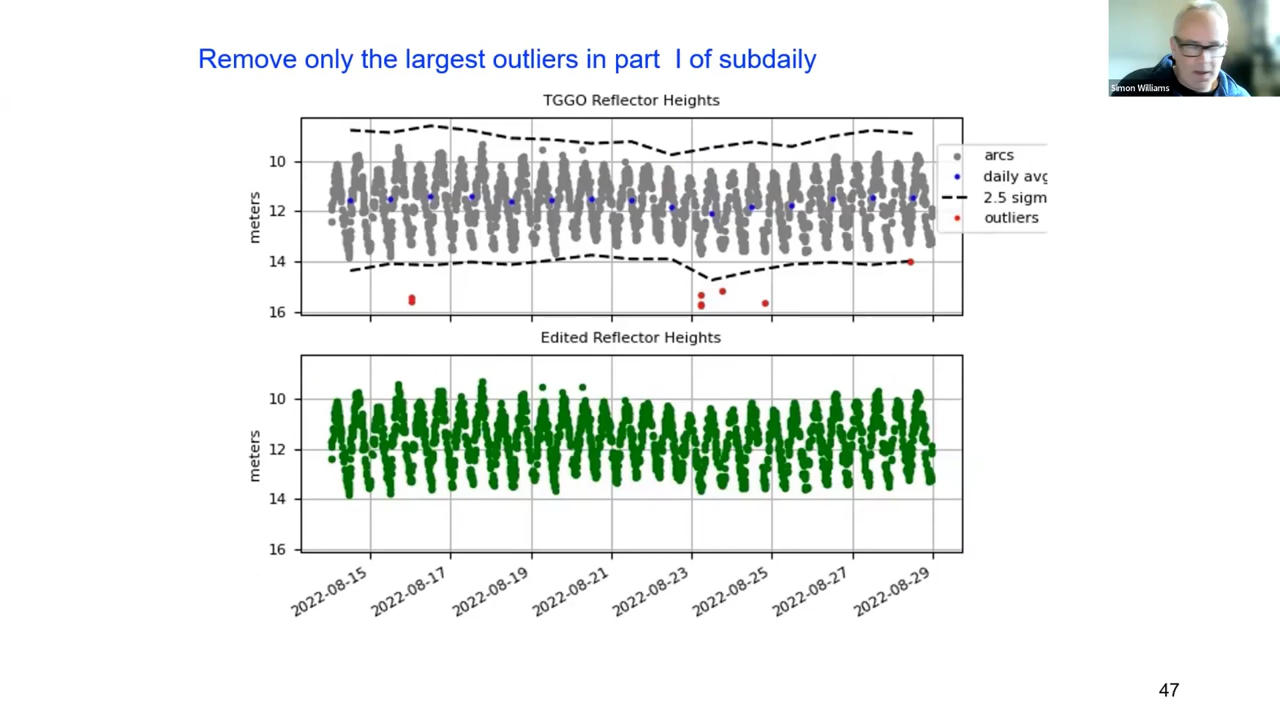 Remove only the largest outliers in part I of subdaily
Simon Williams
TGGO Reflector Heights
10
12
14
16
meters
arcs
daily avg
2.5 sigm
outliers
Edited Reflector Heights
10
12
14
16
meters
2022-08-15
2022-08-17
2022-08-19
2022-08-21
2022-08-23
2022-08-25
2022-08-27
2022-08-29
47